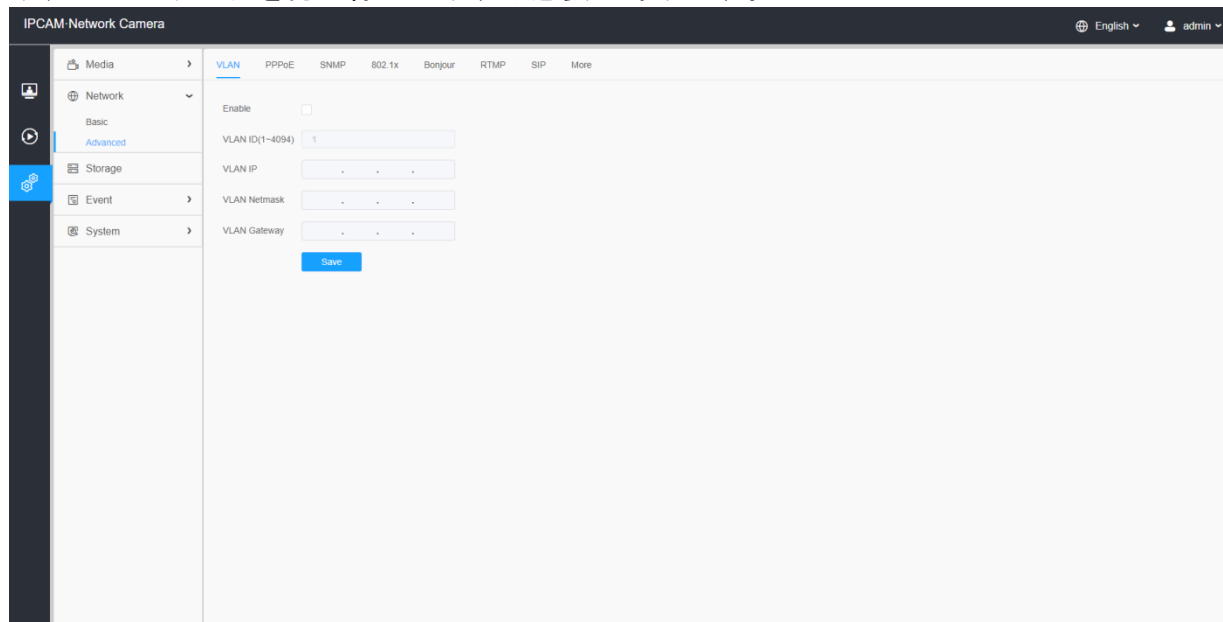 IPCAM·Network Camera
English
admin
Media
Network
Basic
Advanced
Storage
Event
System
VLAN PPPoE SNMP 802.1x Bonjour RTMP SIP More
Enable
VLAN ID(1~4094) 1
VLAN IP . . .
VLAN Netmask . . .
VLAN Gateway . . .
Save